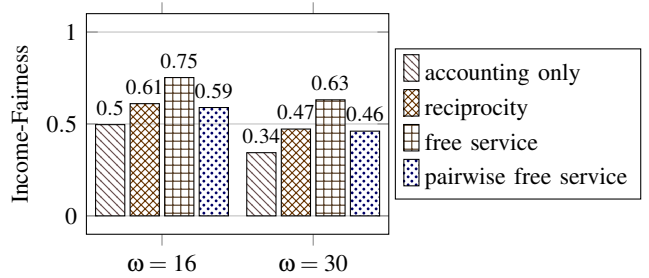 Income-Fairness
1
0.5
0
0.5
0.61
0.75
0.59
0.34
0.47
0.63
0.46
ω = 16
ω = 30
accounting only
reciprocity
free service
pairwise free service